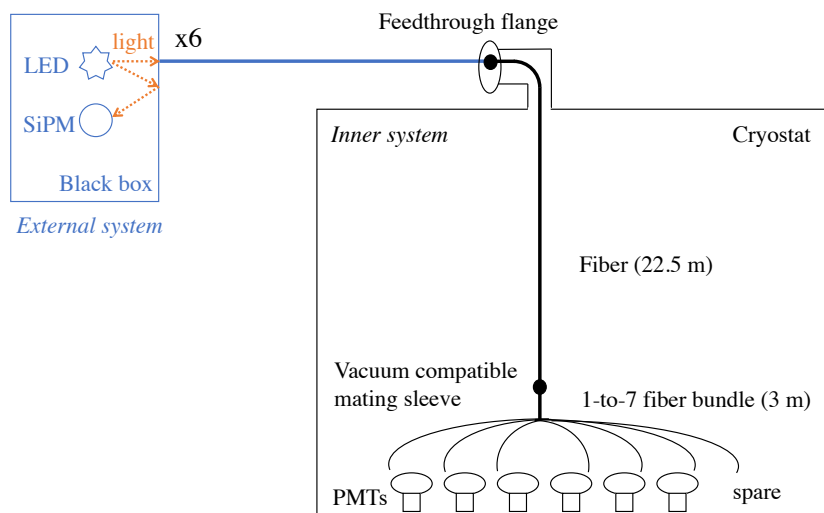 Feedthrough flange
light
x6
LED
SiPM
Black box
External system
Inner system
Cryostat
Fiber (22.5 m)
Vacuum compatible
mating sleeve
1-to-7 fiber bundle (3 m)
PMTs
spare